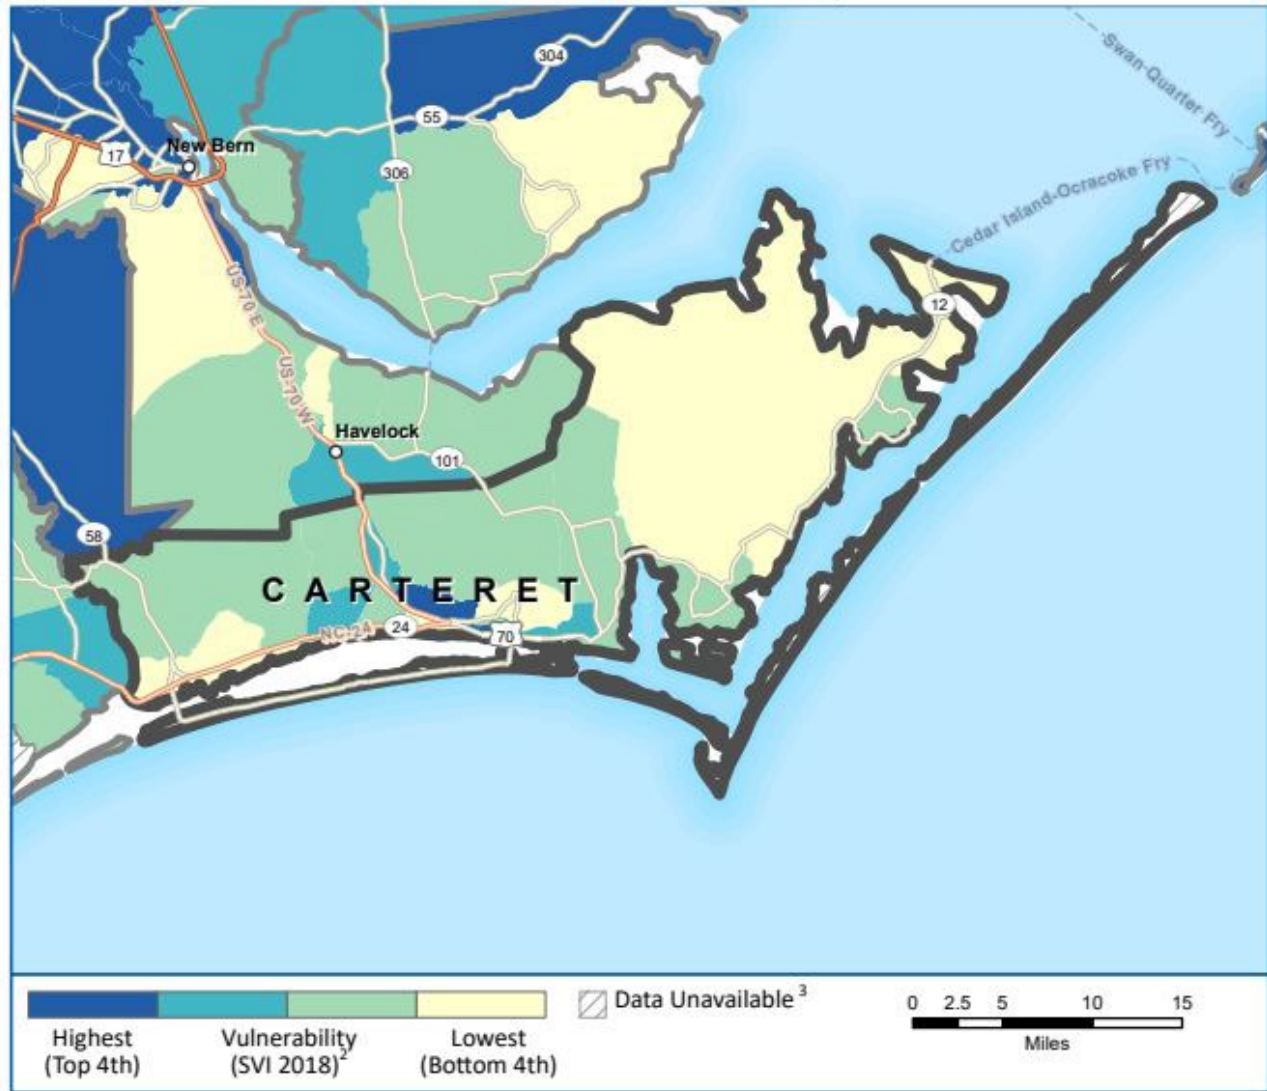 304
Swan-Quarter Fry
55
New Bern
17
306
Cedar Island-Ocracoke Fry
US-70 E
12
US-70 W
Havelock
101
58
CARTERET
NC-24
24
70
Data Unavailable 3
0 2.5 5 10 15
Miles
Highest
(Top 4th)
Vulnerability
(SVI 2018)2
Lowest
(Bottom 4th)